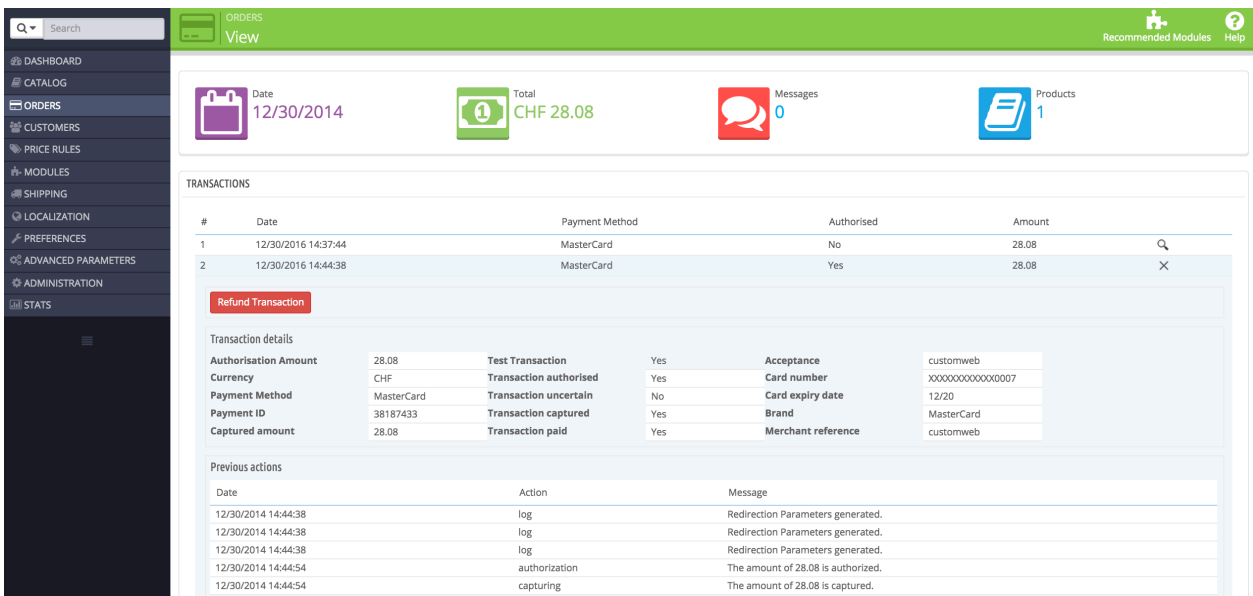 Search
ORDERS
View
Recommended Modules
Help
DASHBOARD
CATALOG
ORDERS
CUSTOMERS
PRICE RULES
MODULES
SHIPPING
LOCALIZATION
PREFERENCES
ADVANCED PARAMETERS
ADMINISTRATION
STATS
Date
12/30/2014
Total
CHF 28.08
Messages
0
Products
1
TRANSACTIONS
# Date Payment Method Authorised Amount
1 12/30/2016 14:37:44 MasterCard No 28.08
2 12/30/2016 14:44:38 MasterCard Yes 28.08
Refund Transaction
Transaction details
Authorisation Amount 28.08 Test Transaction Yes Acceptance customweb
Currency CHF Transaction authorised Yes Card number XXXXXXXXXXXX0007
Payment Method MasterCard Transaction uncertain No Card expiry date 12/20
Payment ID 38187433 Transaction captured Yes Brand MasterCard
Captured amount 28.08 Transaction paid Yes Merchant reference customweb
Previous actions
Date Action Message
12/30/2014 14:44:38 log Redirection Parameters generated.
12/30/2014 14:44:38 log Redirection Parameters generated.
12/30/2014 14:44:38 log Redirection Parameters generated.
12/30/2014 14:44:54 authorization The amount of 28.08 is authorized.
12/30/2014 14:44:54 capturing The amount of 28.08 is captured.